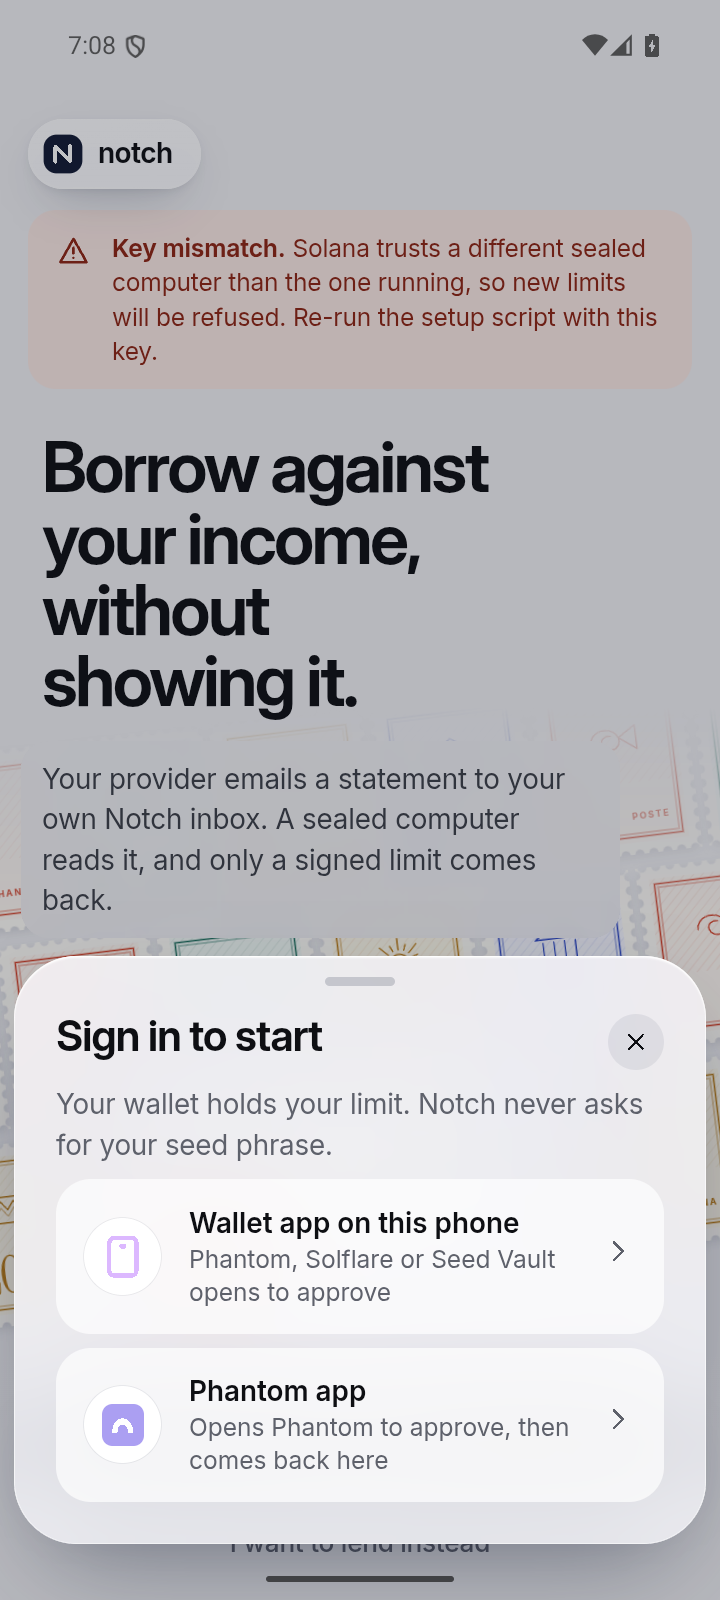 7:08
notch
Key mismatch. Solana trusts a different sealed
computer than the one running, so new limits
will be refused. Re-run the setup script with this
key.
Borrow against
your income,
without
showing it.
POSTE
Your provider emails a statement to your
own Notch inbox. A sealed computer
reads it, and only a signed limit comes
back.
Sign in to start
Your wallet holds your limit. Notch never asks
for your seed phrase.
Wallet app on this phone
Phantom, Solflare or Seed Vault
opens to approve
Phantom app
Opens Phantom to approve, then
comes back here
I want to lend instead